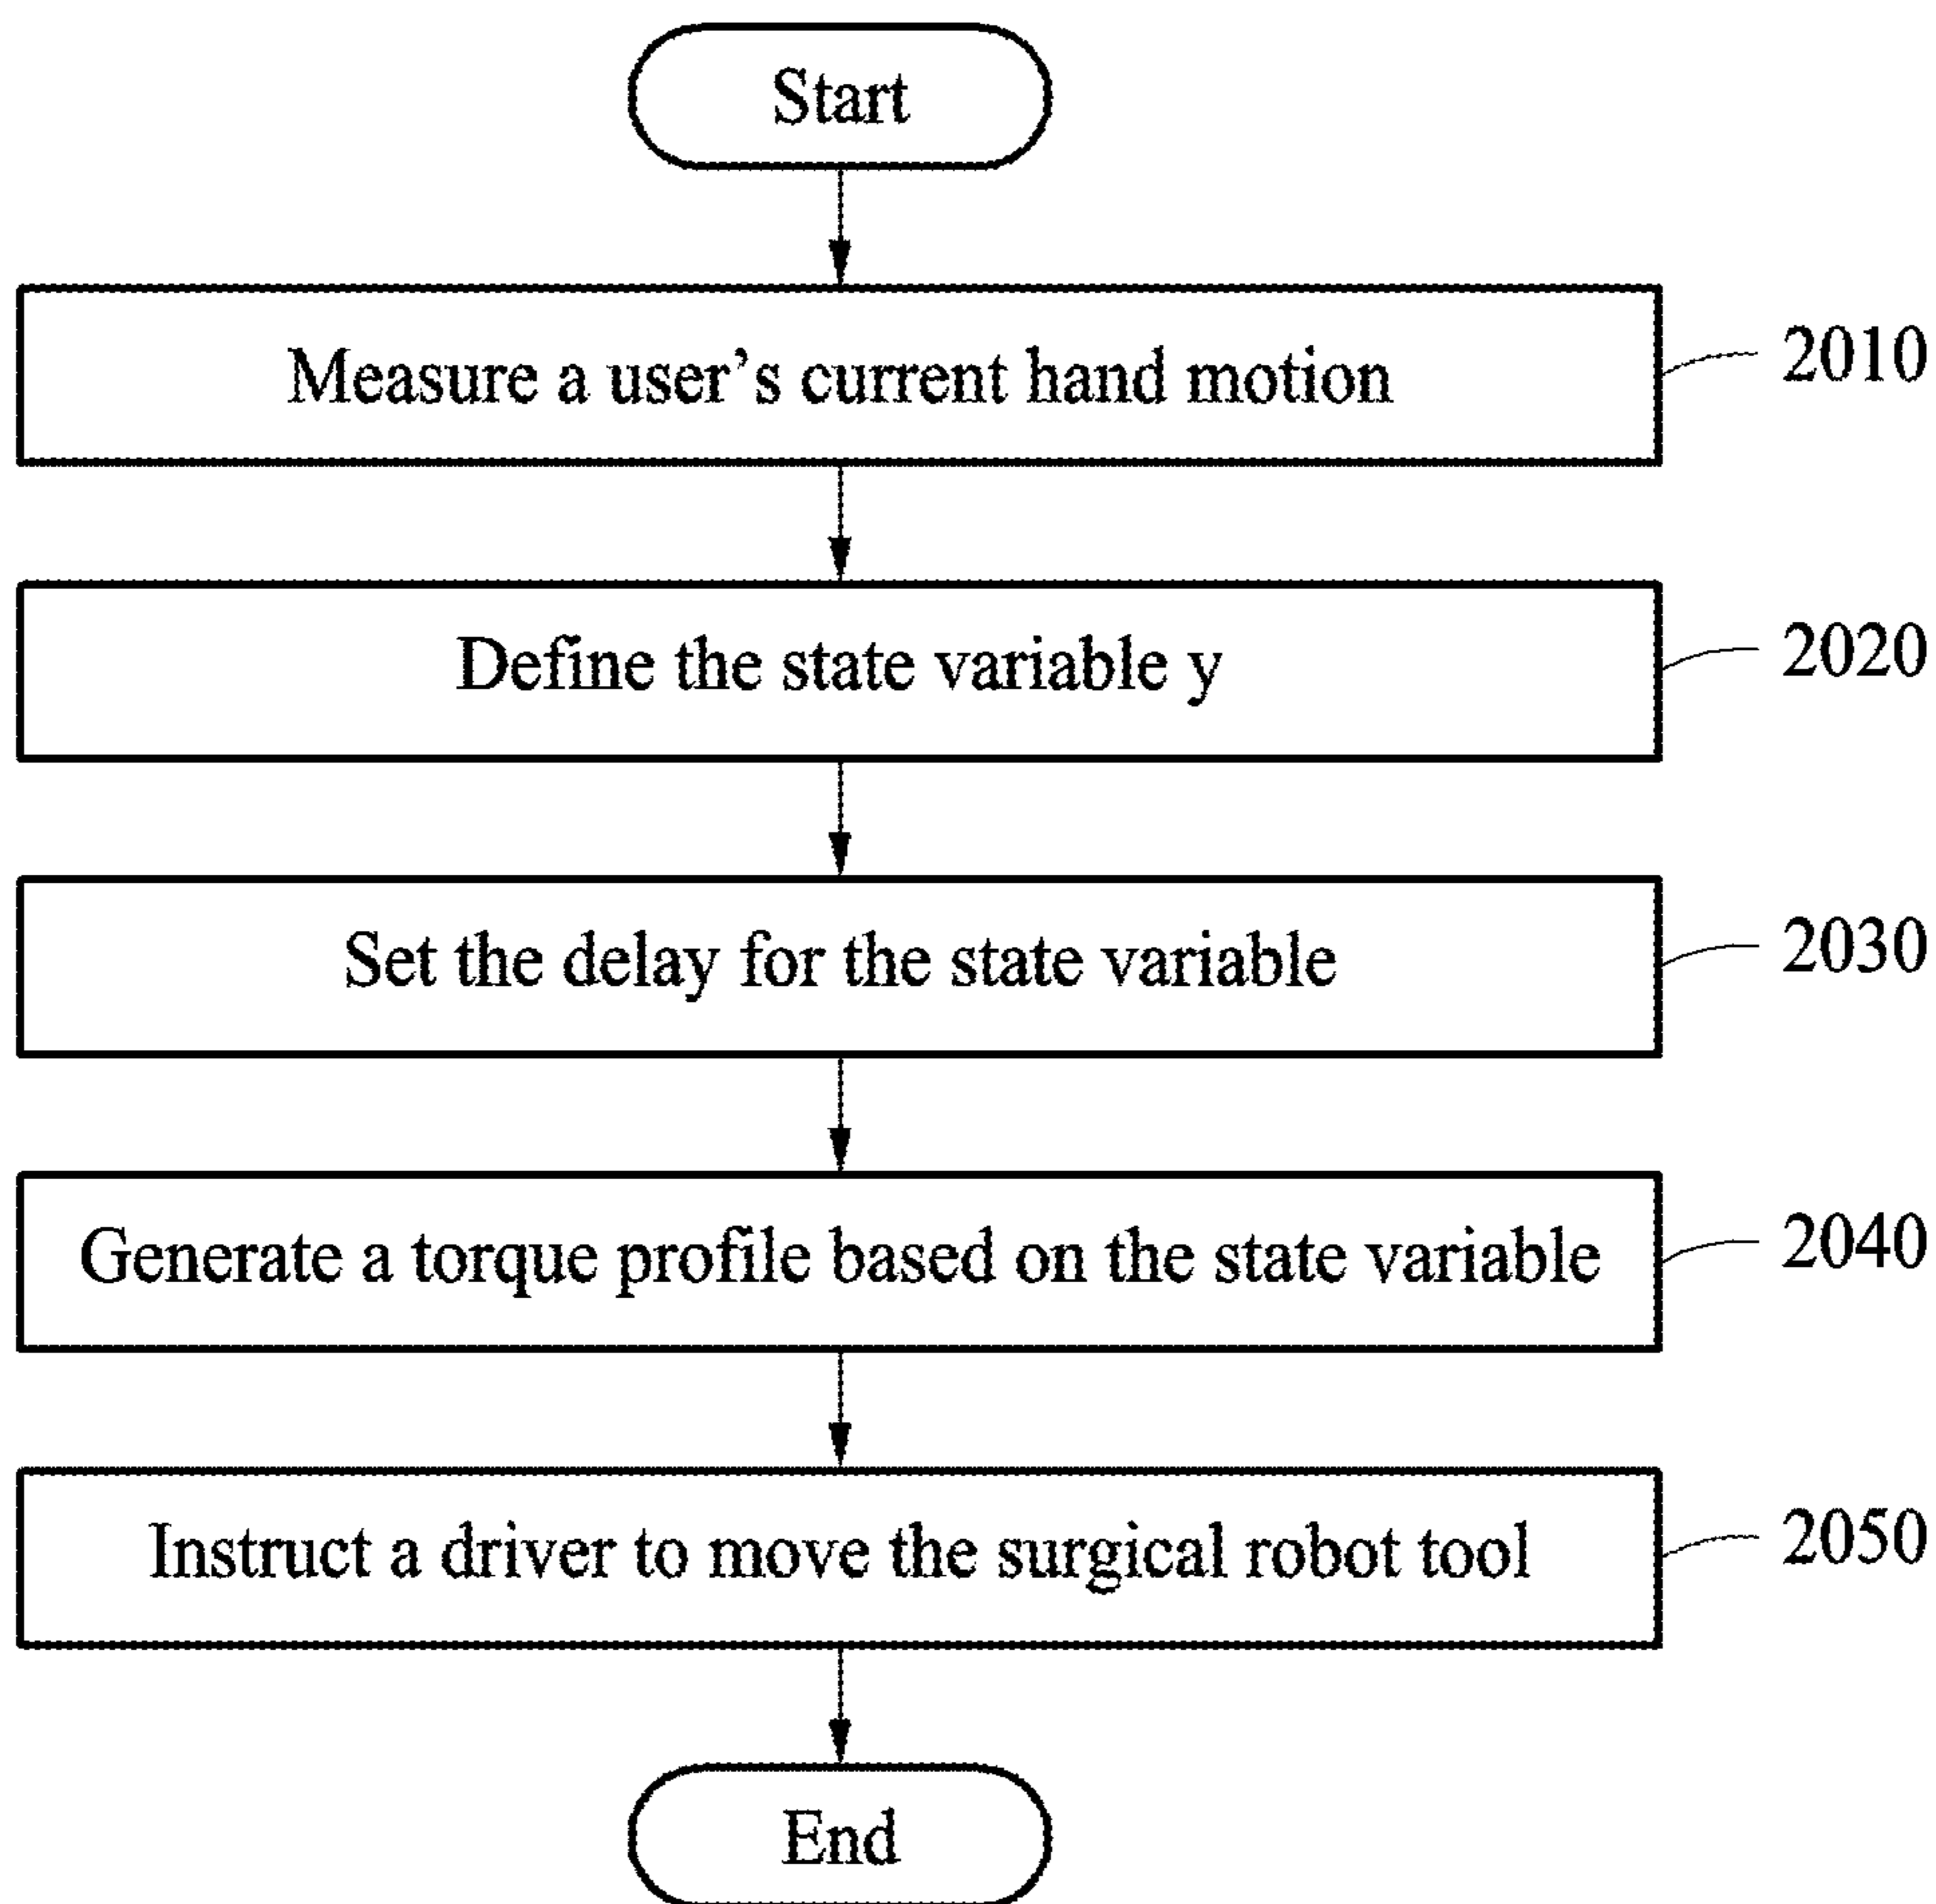 Start
Measure a user’s current hand motion
2010
Define the state variable y
2020
Set the delay for the state variable
2030
Generate a torque profile based on the state variable
2040
Instruct a driver to move the surgical robot tool
2050
End